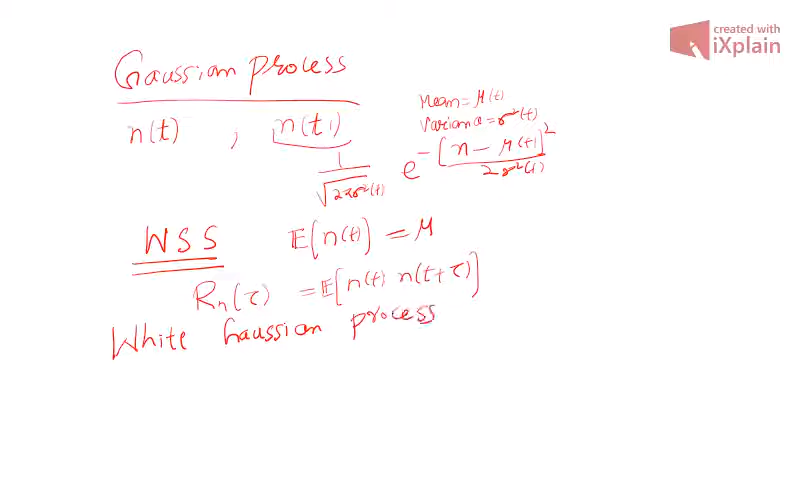 created with
iXplain
Gaussian process
Mean = μ(t)
Variance = σ²(t)
n(t) , n(t₁)
1/√(2πσ²(t)) e^-[n - μ(t)]²/2σ²(t)
WSS 𝔼[n(t)] = μ
Rₙ(τ) = 𝔼[n(t) n(t+τ)]
White Gaussian process